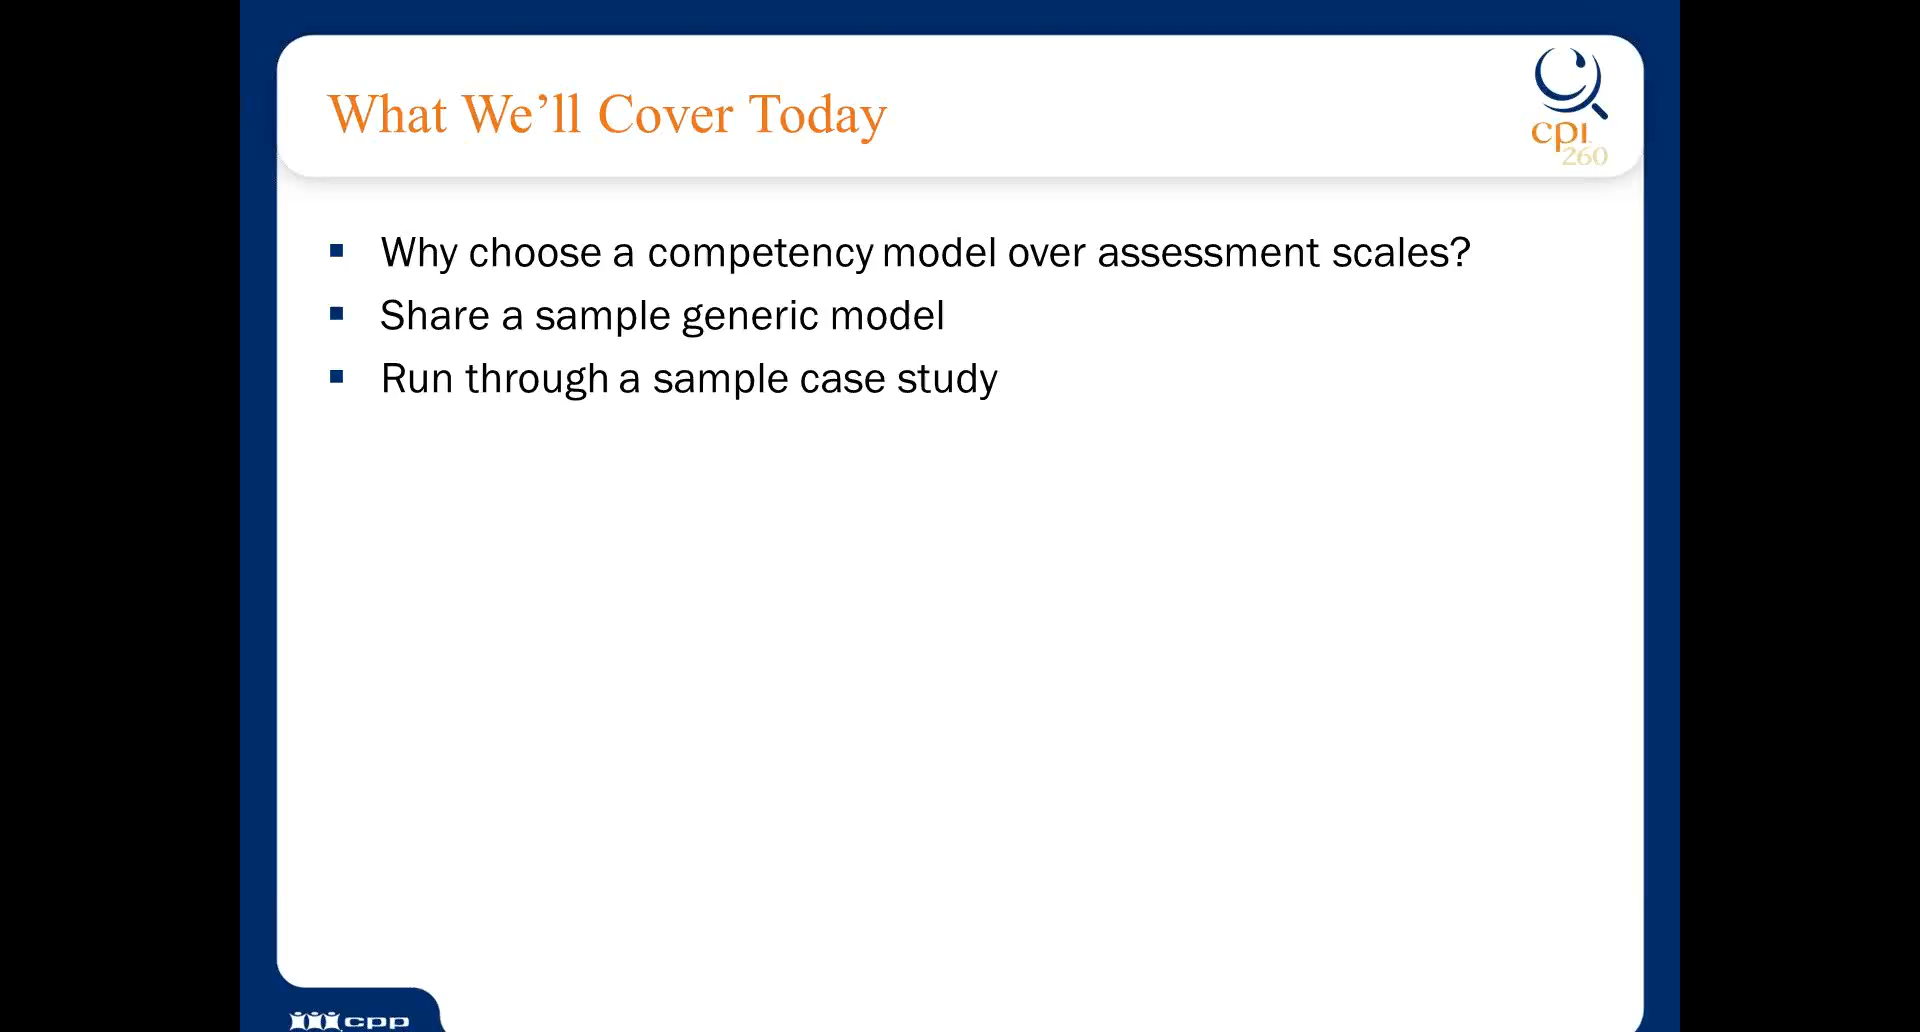 What We’ll Cover Today
cpi
260
Why choose a competency model over assessment scales?
Share a sample generic model
Run through a sample case study
cpp